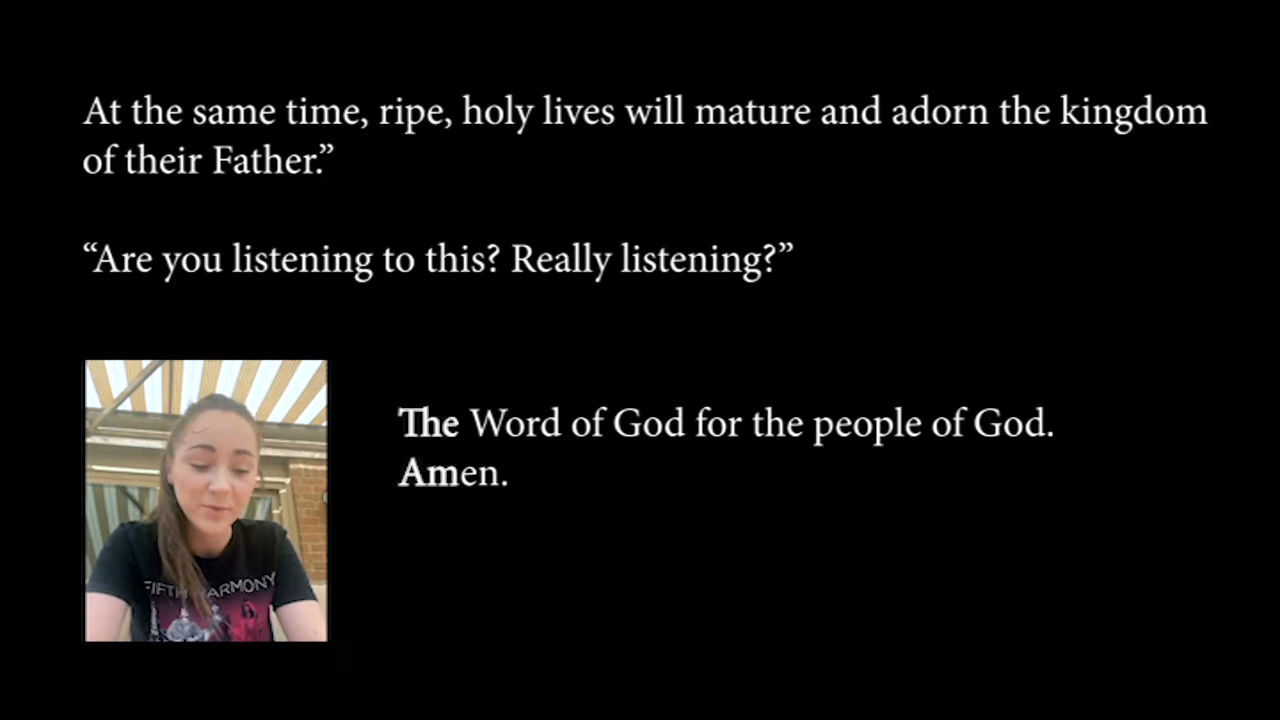 At the same time, ripe, holy lives will mature and adorn the kingdom
of their Father.”
“Are you listening to this? Really listening?”
The Word of God for the people of God.
Amen.
FIFTH HARMONY